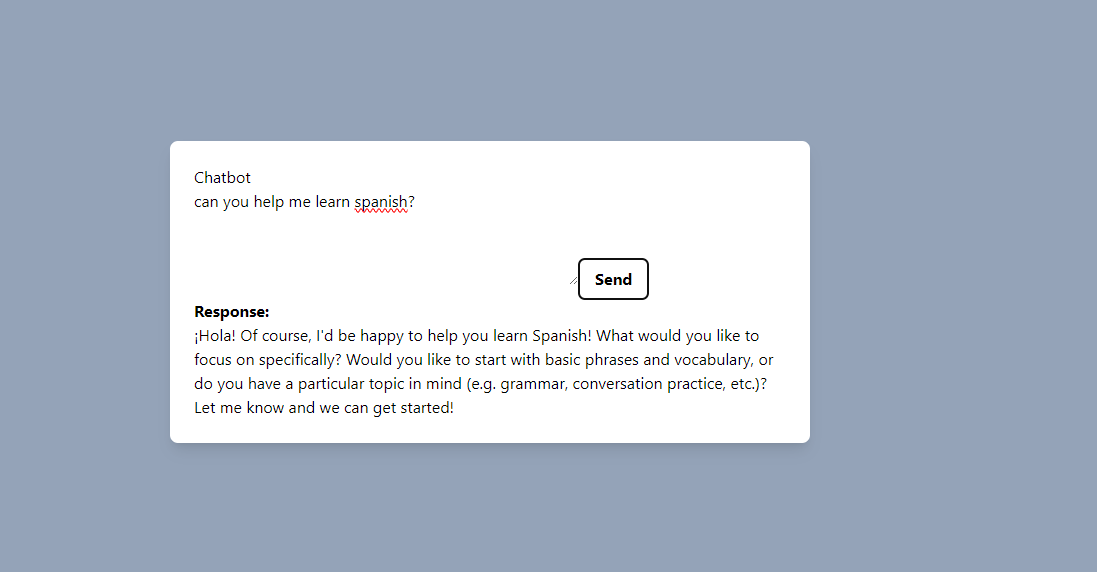 Chatbot
can you help me learn spanish?
Send
Response:
¡Hola! Of course, I'd be happy to help you learn Spanish! What would you like to
focus on specifically? Would you like to start with basic phrases and vocabulary, or
do you have a particular topic in mind (e.g. grammar, conversation practice, etc.)?
Let me know and we can get started!